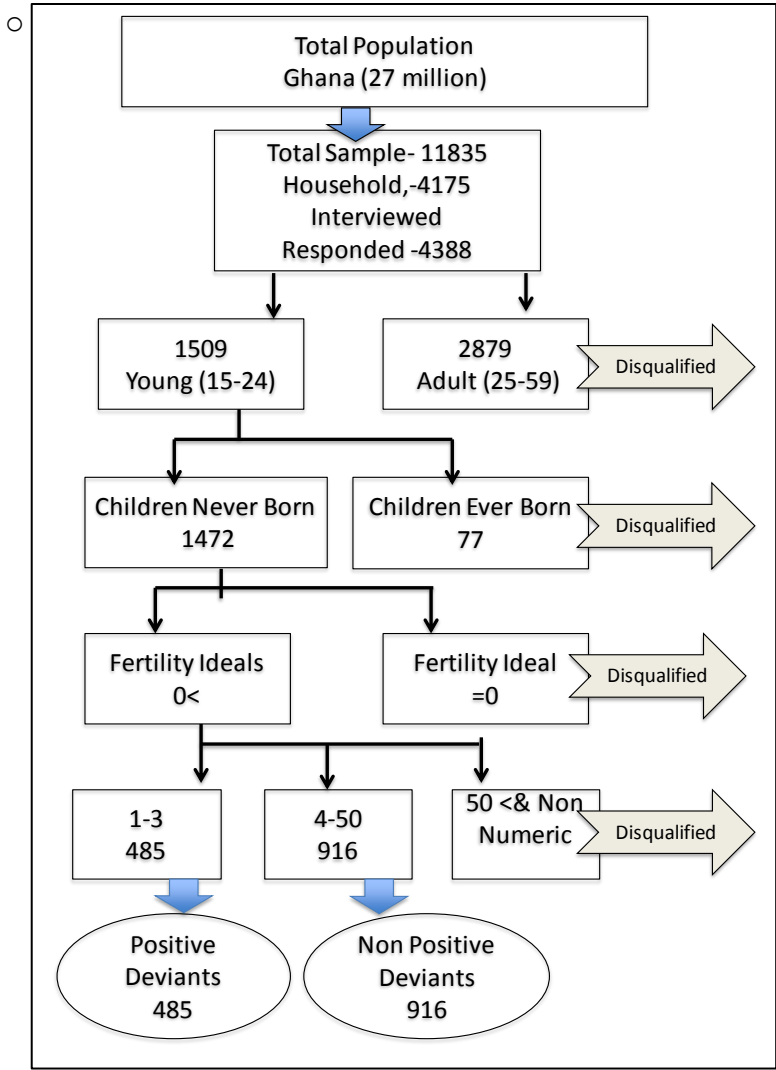 Total Population
Ghana (27 million)
Total Sample- 11835
Household,-4175
Interviewed
Responded -4388
1509
Young (15-24)
2879
Adult (25-59)
Disqualified
Children Never Born
1472
Children Ever Born
77
Disqualified
Fertility Ideals
0<
Fertility Ideal
=0
Disqualified
1-3
485
4-50
916
50 <& Non
Numeric
Disqualified
Positive
Deviants
485
Non Positive
Deviants
916